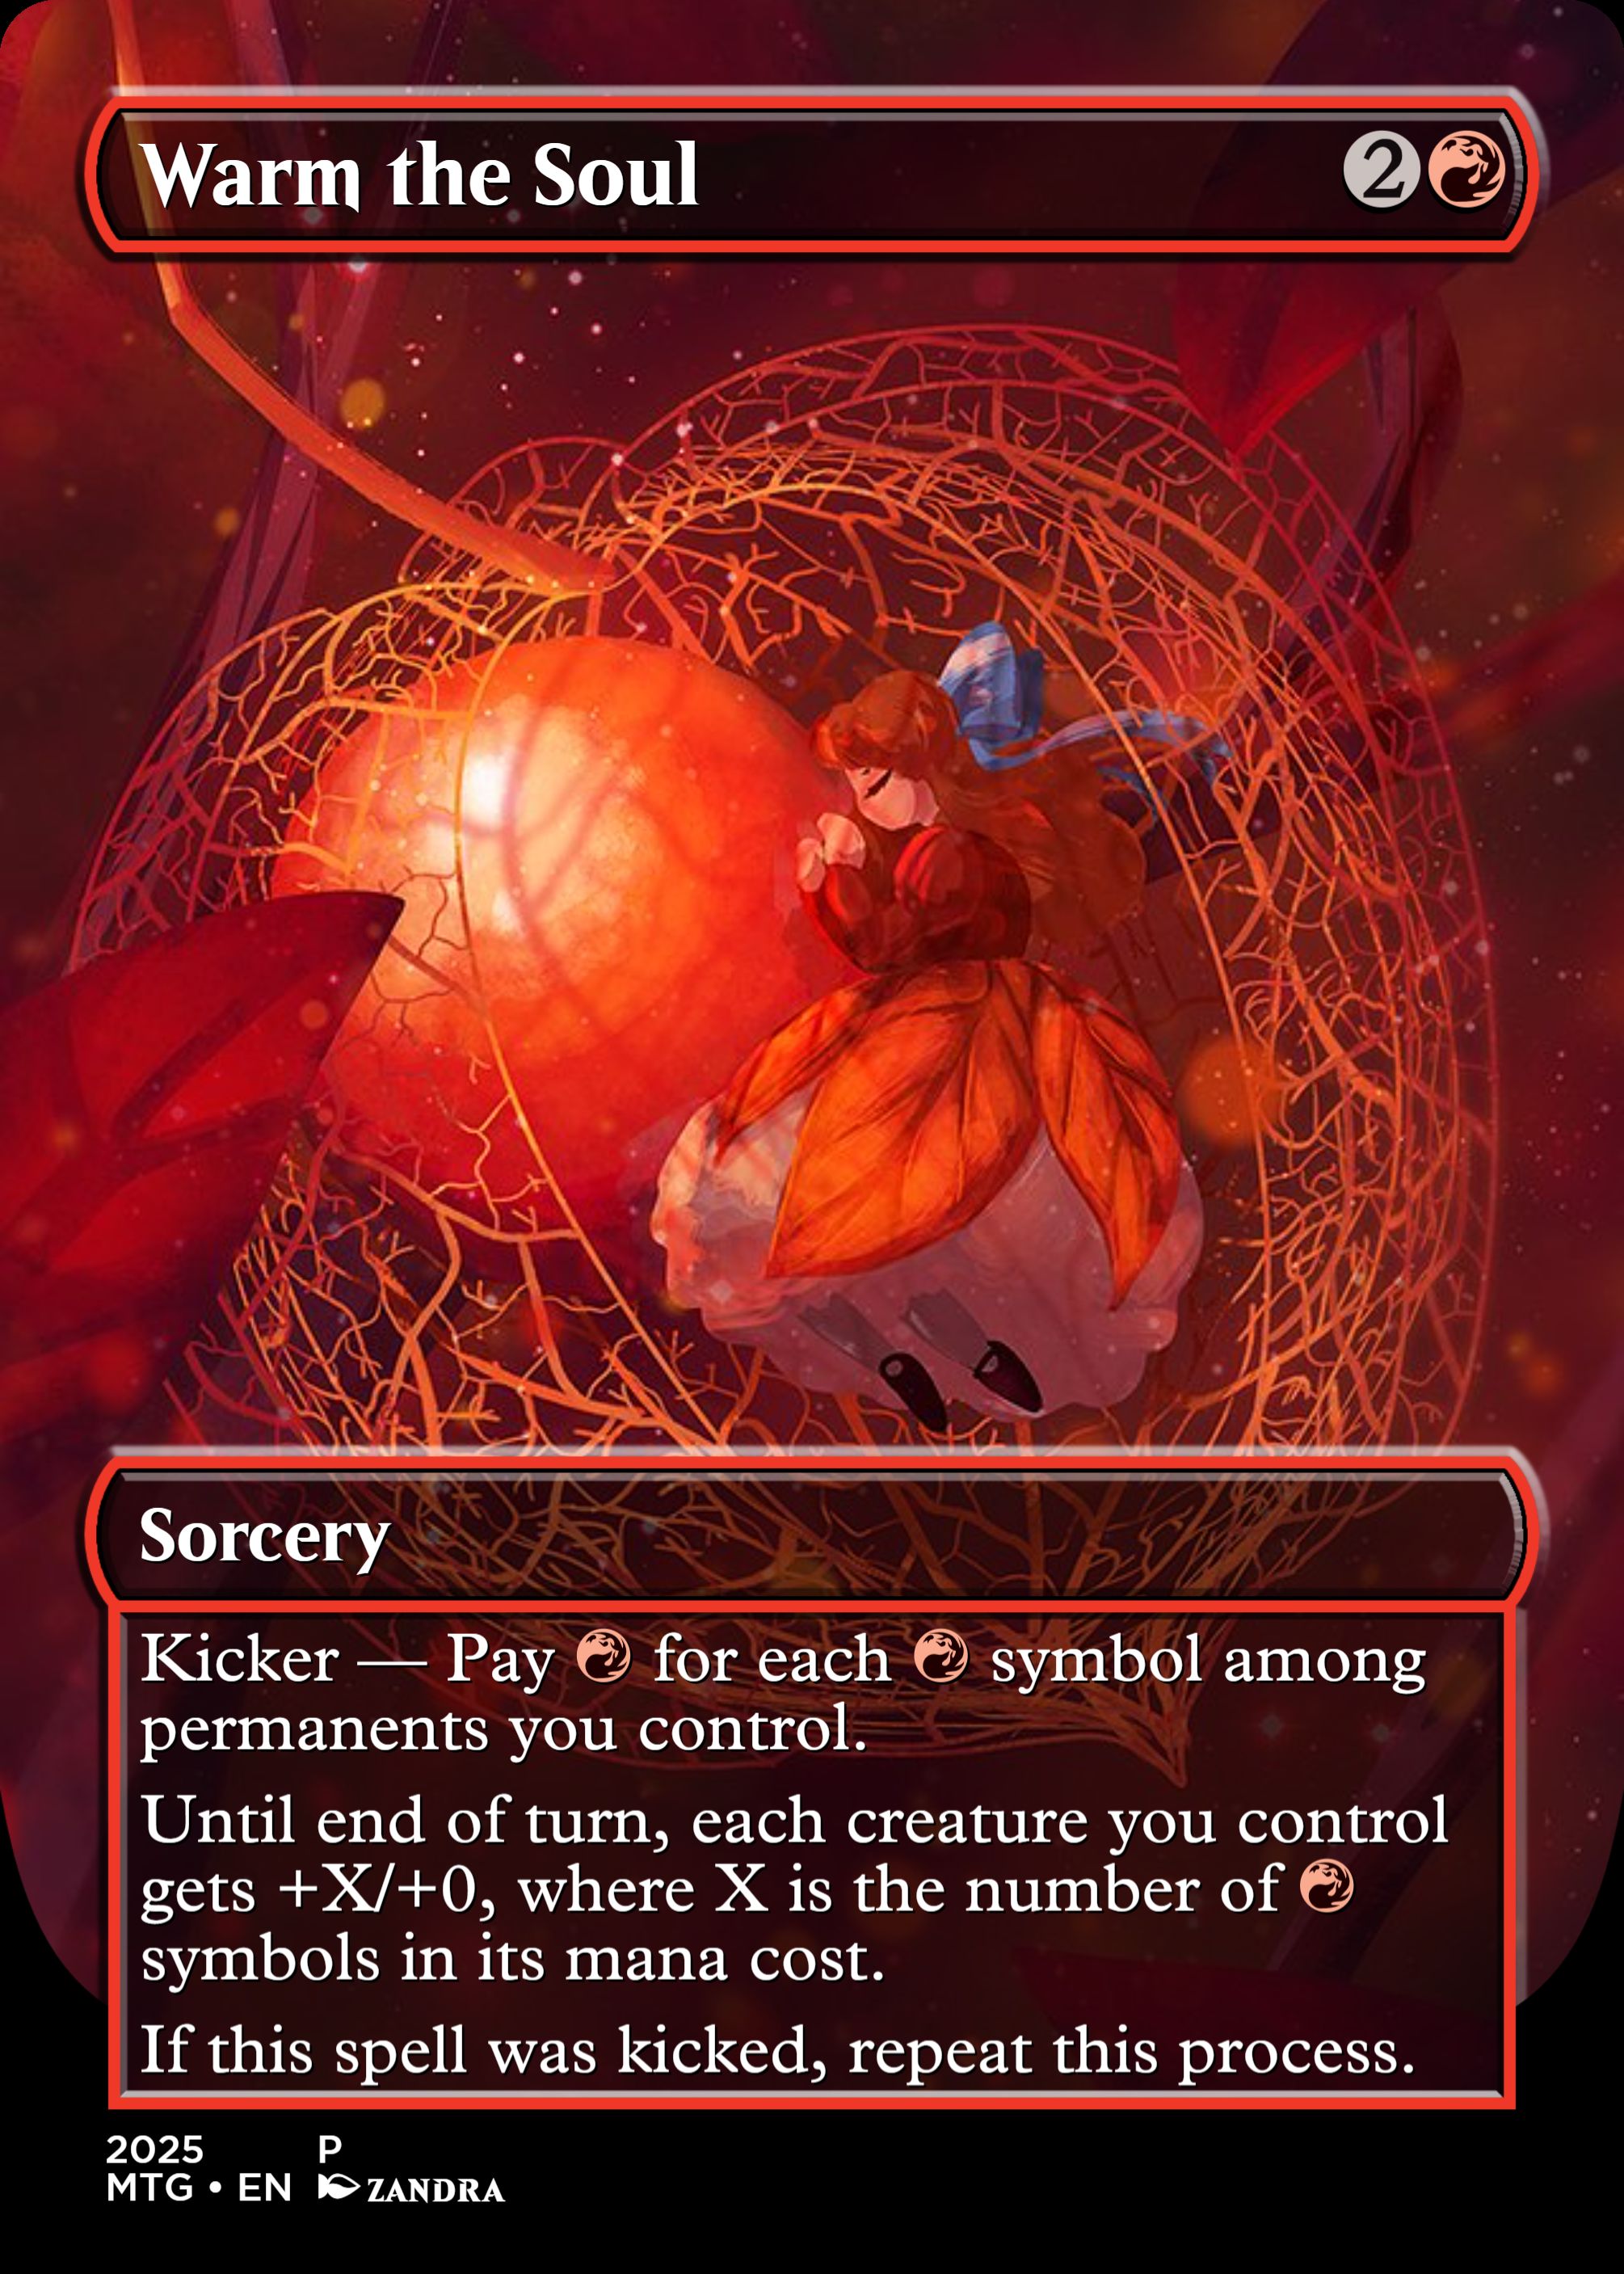 Warm the Soul 2
Sorcery
Kicker — Pay for each symbol among
permanents you control.
Until end of turn, each creature you control
gets +X/+0, where X is the number of
symbols in its mana cost.
If this spell was kicked, repeat this process.
2025 P
MTG • EN ZANDRA